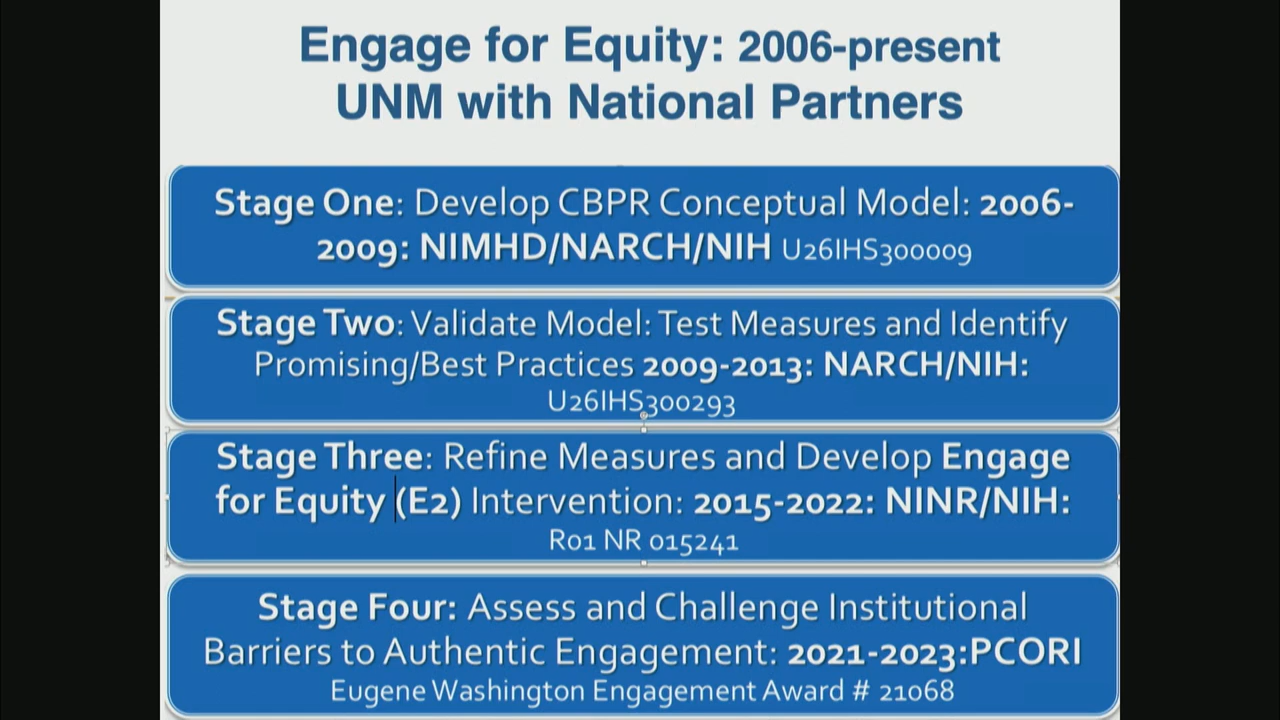 Engage for Equity: 2006-present
UNM with National Partners
Stage One: Develop CBPR Conceptual Model: 2006-
2009: NIMHD/NARCH/NIH U26IHS300009
Stage Two: Validate Model: Test Measures and Identify
Promising/Best Practices 2009-2013: NARCH/NIH:
U26IHS300293
Stage Three: Refine Measures and Develop Engage
for Equity (E2) Intervention: 2015-2022: NINR/NIH:
R01 NR 015241
Stage Four: Assess and Challenge Institutional
Barriers to Authentic Engagement: 2021-2023:PCORI
Eugene Washington Engagement Award # 21068